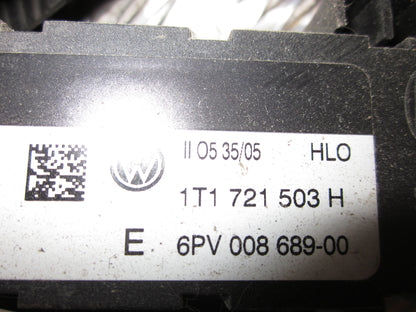 II O5 35/05 HLO
1T1 721 503 H
E 6PV 008 689-00